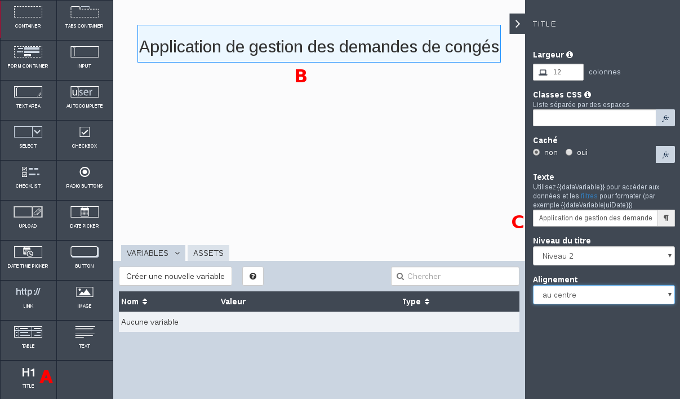 CONTAINER
TABS CONTAINER
FORM CONTAINER
INPUT
TEXT AREA
user
AUTOCOMPLETE
SELECT
CHECKBOX
CHECKLIST
RADIO BUTTONS
UPLOAD
DATE PICKER
DATE TIME PICKER
BUTTON
http://
LINK
IMAGE
TABLE
TEXT
H1
TITLE
A
Application de gestion des demandes de congés
B
VARIABLES
ASSETS
Créer une nouvelle variable
Chercher
Nom
Valeur
Type
Aucune variable
TITLE
Largeur
12
colonnes
Classes CSS
Liste séparée par des espaces
fx
Caché
non
oui
fx
Texte
Utilisez {{dataVariable}} pour accéder aux
données et les filtres pour formater (par
exemple {{dataVariable|uiDate}})
C
Application de gestion des demande
¶
Niveau du titre
Niveau 2
Alignement
au centre